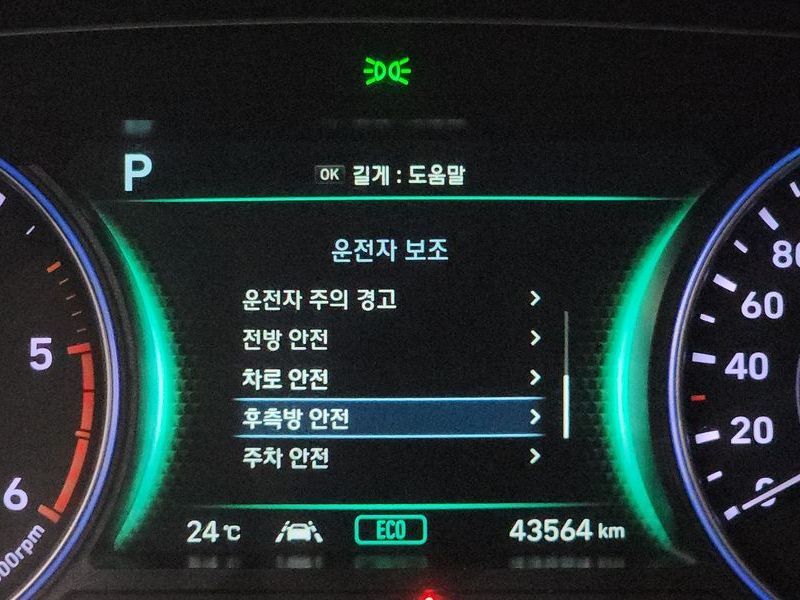 P
OK 길게 : 도움말
운전자 보조
운전자 주의 경고
전방 안전
차로 안전
후측방 안전
주차 안전
24℃
ECO
43564 km
5
6
80
60
40
20
0